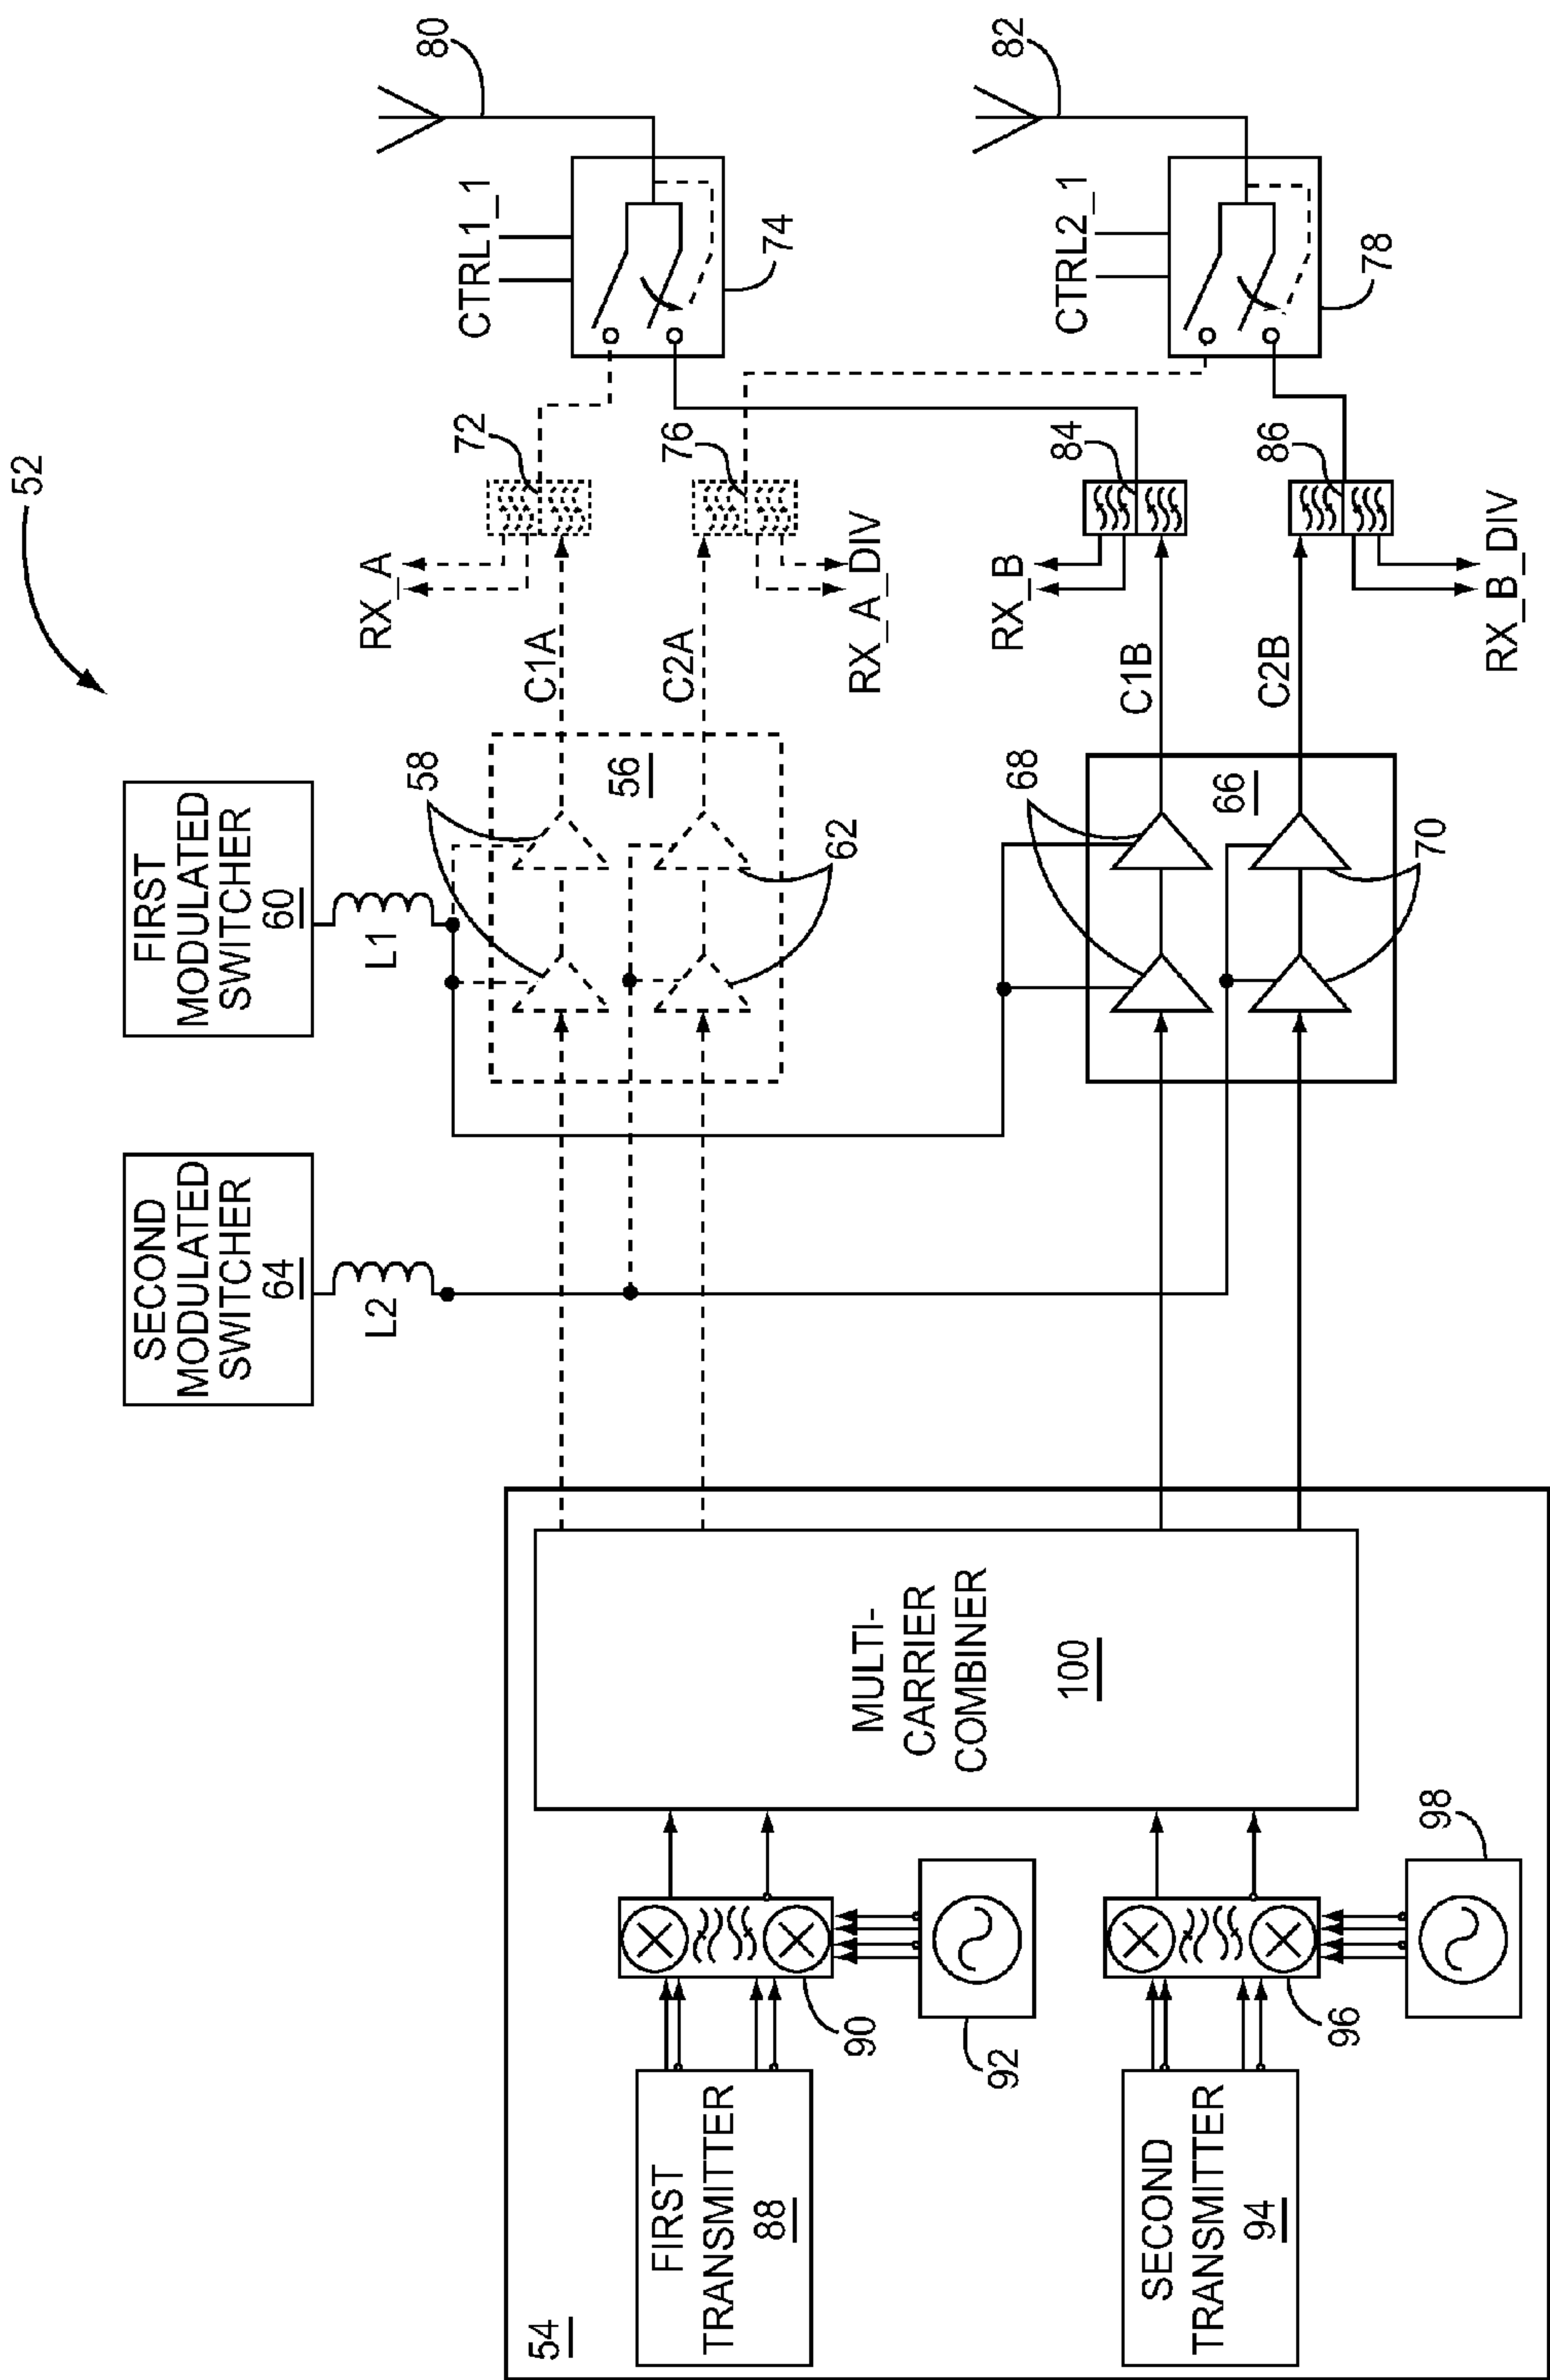 52
FIRST
MODULATED
SWITCHER
60
L1
SECOND
MODULATED
SWITCHER
64
L2
80
CTRL1_1
74
82
CTRL2_1
78
72
RX_A
C1A
76
C2A
RX_A_DIV
58
56
62
84
RX_B
C1B
86
C2B
RX_B_DIV
68
66
70
MULTI-
CARRIER
COMBINER
100
54
FIRST
TRANSMITTER
88
90
92
SECOND
TRANSMITTER
94
96
98